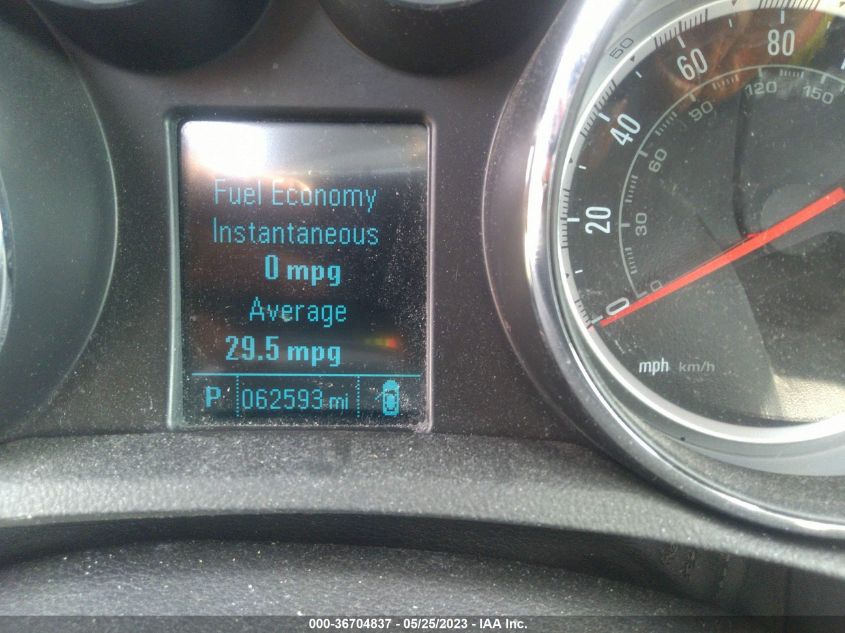 Fuel Economy
Instantaneous
0 mpg
Average
29.5 mpg
P 062593 mi
0 20 40 60 80
0 30 60 90 120 150
50
mph km/h
000-36704837 - 05/25/2023 - IAA Inc.